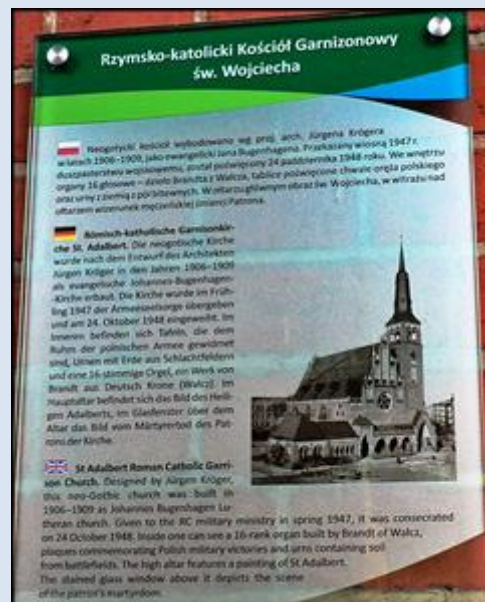 Rzymsko-katolicki Kościół Garnizonowy
św. Wojciecha
Neogotycki kościół wybudowano wg proj. arch. Jürgena Krögera
w latach 1906–1909, jako ewangelicki Jana Bugenhagena. Przekazany wiosną 1947 r.
duszpasterstwu wojskowemu, został poświęcony 24 października 1948 roku. We wnętrzu
organy 16 głosowe – dzieło Brandta z Wałcza, tablice poświęcone chwale oręża polskiego
oraz urny z ziemią z pól bitewnych. W ołtarzu głównym obraz św. Wojciecha, w witrażu nad
ołtarzem wizerunek męczeńskiej śmierci Patrona.
Römisch-katholische Garnisonkir-
che St. Adalbert. Die neogotische Kirche
wurde nach dem Entwurf des Architekten
Jürgen Kröger in den Jahren 1906–1909
als evangelische Johannes-Bugenhagen-
-Kirche erbaut. Die Kirche wurde im Früh-
ling 1947 der Armeeseelsorge übergeben
und am 24. Oktober 1948 eingeweiht. Im
Inneren befinden sich Tafeln, die dem
Ruhm der polnischen Armee gewidmet
sind, Urnen mit Erde aus Schlachtfeldern
und eine 16-stimmige Orgel, ein Werk von
Brandt aus Deutsch Krone (Wałcz). Im
Hauptaltar befindet sich das Bild des Heili-
gen Adalberts, im Glasfenster über dem
Altar das Bild vom Märtyrertod des Pat-
rons der Kirche.
St Adalbert Roman Catholic Garri-
son Church. Designed by Jürgen Kröger,
this neo-Gothic church was built in
1906–1909 as Johannes Bugenhagen Lu-
theran church. Given to the RC military ministry in spring 1947, it was consecrated
on 24 October 1948. Inside one can see a 16-rank organ built by Brandt of Wałcz,
plaques commemorating Polish military victories and urns containing soil
from battlefields. The high altar features a painting of St Adalbert.
The stained glass window above it depicts the scene
of the patron's martyrdom.